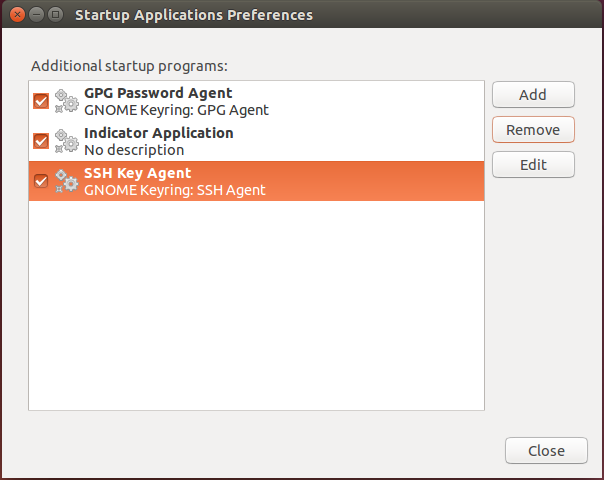 Startup Applications Preferences
Additional startup programs:
GPG Password Agent
GNOME Keyring: GPG Agent
Indicator Application
No description
SSH Key Agent
GNOME Keyring: SSH Agent
Add
Remove
Edit
Close